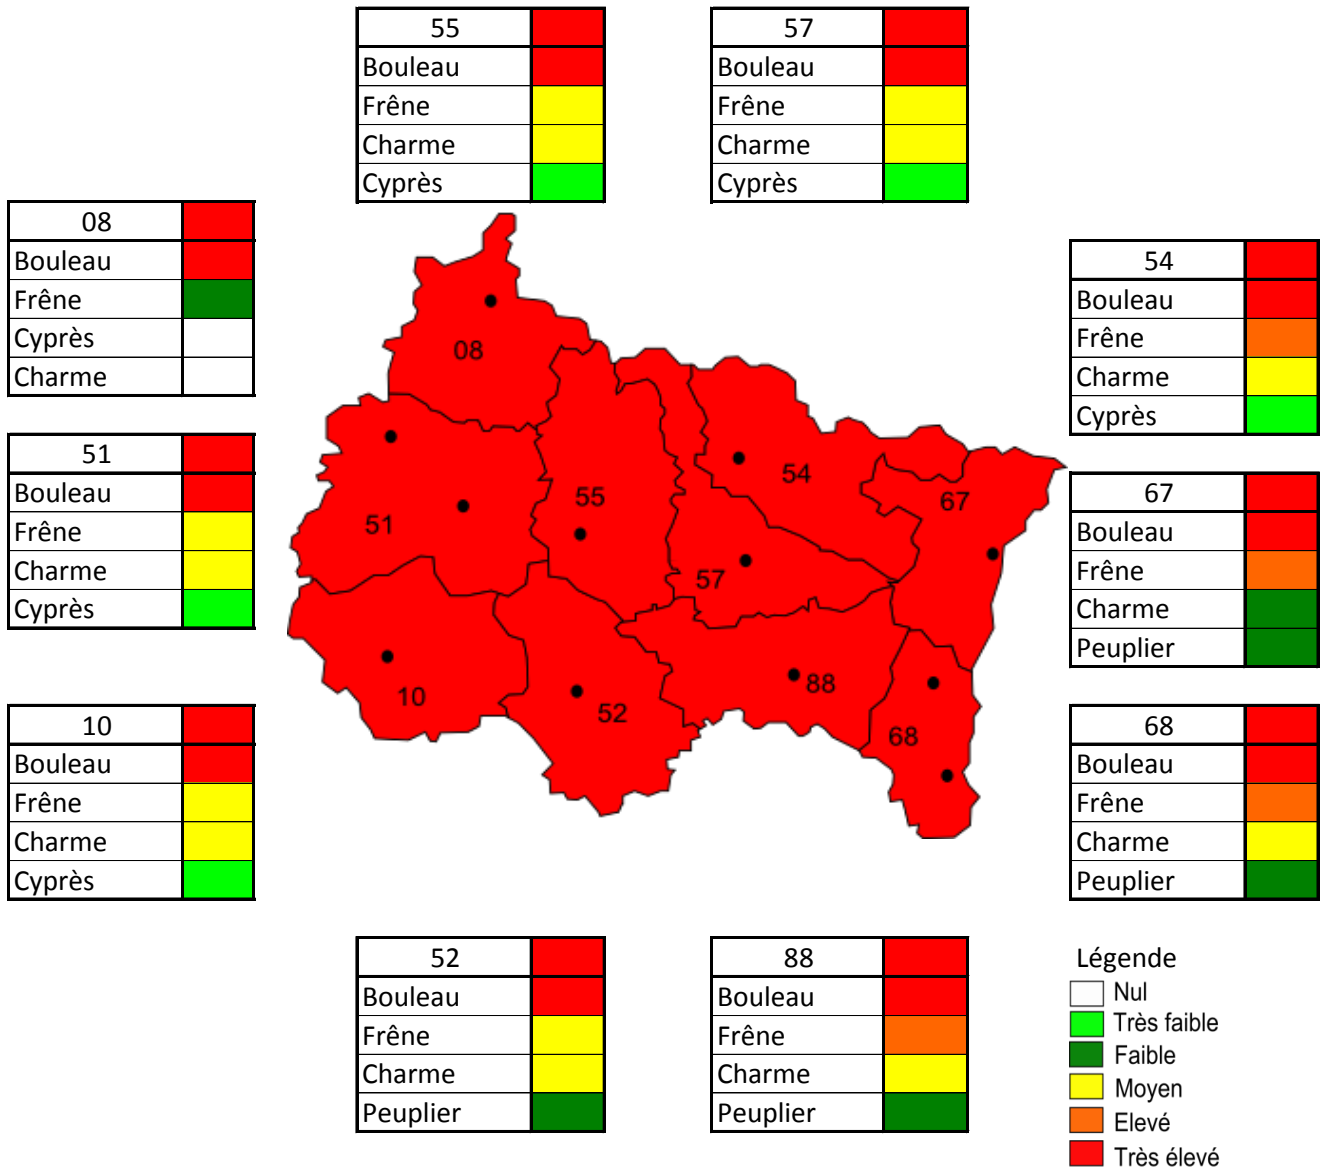 55
Bouleau
Frêne
Charme
Cyprès
57
Bouleau
Frêne
Charme
Cyprès
08
Bouleau
Frêne
Cyprès
Charme
51
Bouleau
Frêne
Charme
Cyprès
10
Bouleau
Frêne
Charme
Cyprès
08
51
55
54
67
57
10
52
88
68
54
Bouleau
Frêne
Charme
Cyprès
67
Bouleau
Frêne
Charme
Peuplier
68
Bouleau
Frêne
Charme
Peuplier
52
Bouleau
Frêne
Charme
Peuplier
88
Bouleau
Frêne
Charme
Peuplier
Légende
Nul
Très faible
Faible
Moyen
Elevé
Très élevé